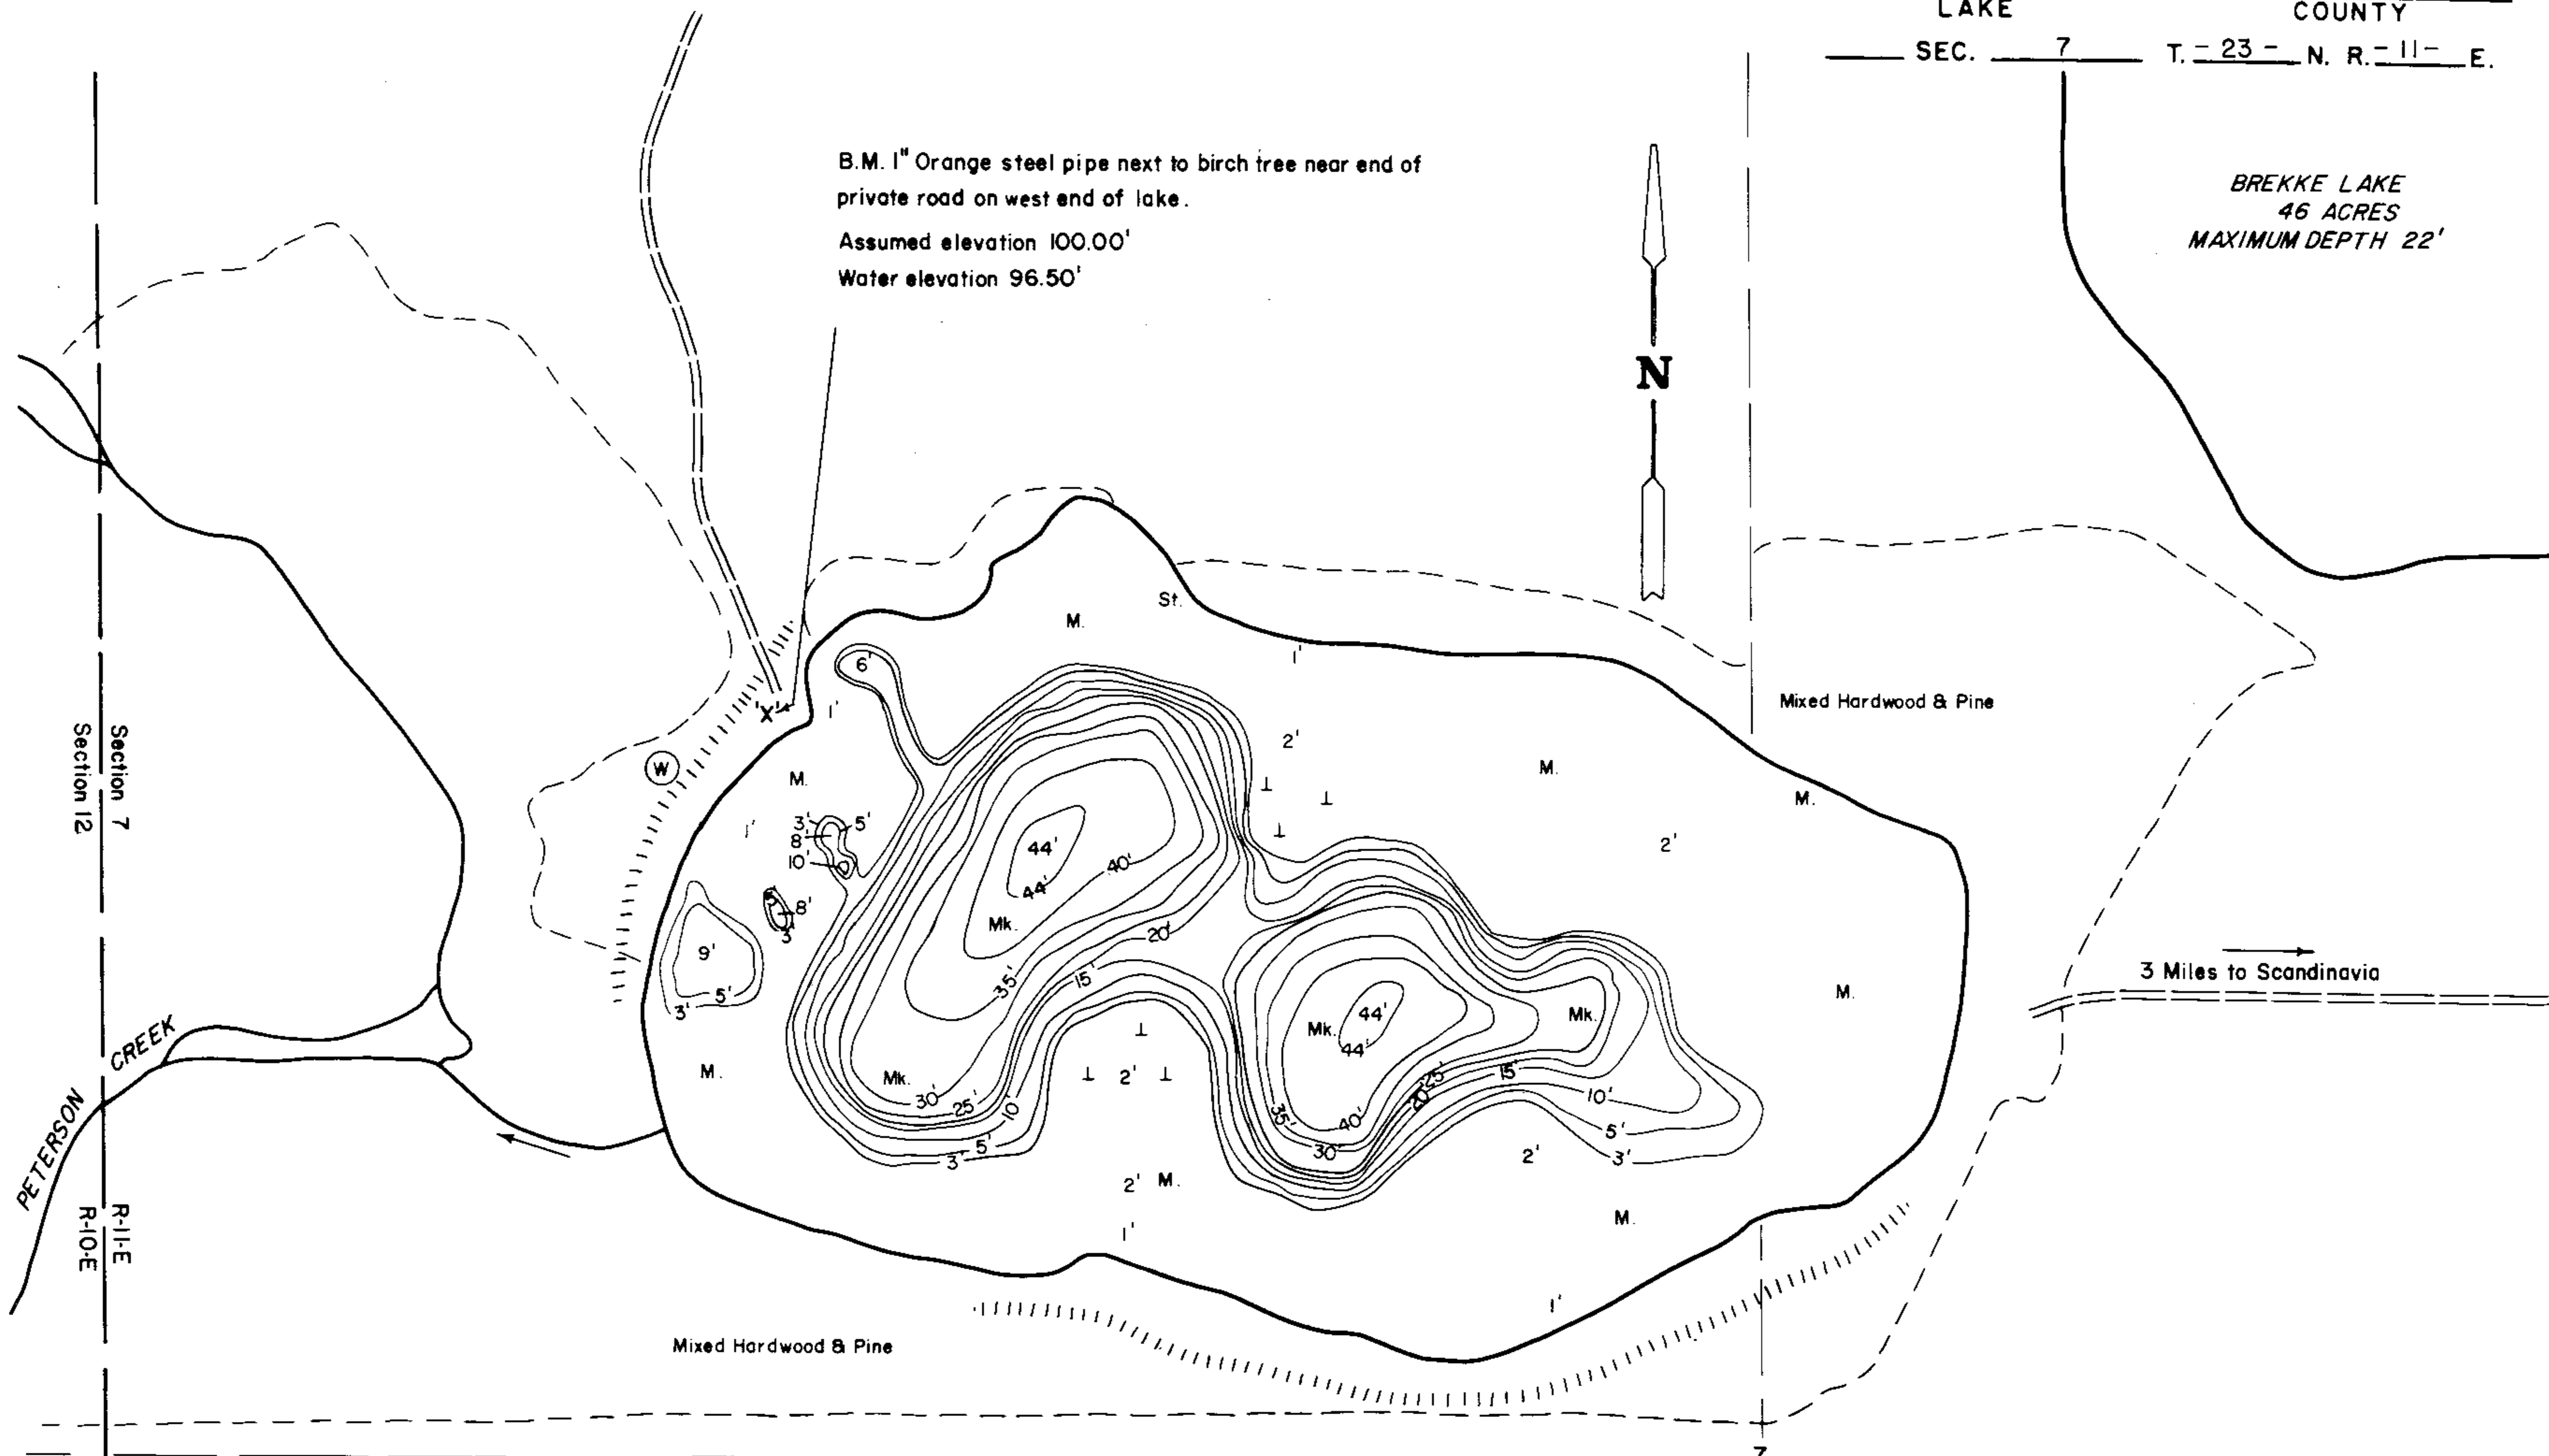 LAKE COUNTY
SEC. 7 T. - 23 - N. R. - 11 - E.
B.M. 1" Orange steel pipe next to birch tree near end of
private road on west end of lake.
Assumed elevation 100.00'
Water elevation 96.50'
BREKKE LAKE
46 ACRES
MAXIMUM DEPTH 22'
N
St.
M.
1'
6'
Mixed Hardwood & Pine
'X'
1'
2'
Section 7
Section 12
W
M.
M.
M.
3' 5'
1'
8'
10'
2'
44'
40'
44'
5'
8'
3'
Mk.
20'
9'
5'
3'
15'
35'
3 Miles to Scandinavia
M.
44'
Mk.
Mk.
44'
CREEK
PETERSON
M.
Mk.
2'
30'
25'
10'
5'
3'
25'
20'
15'
10'
35'
40'
30'
5'
3'
2'
2' M.
1'
M.
R-11-E
R-10-E
1'
Mixed Hardwood & Pine
7